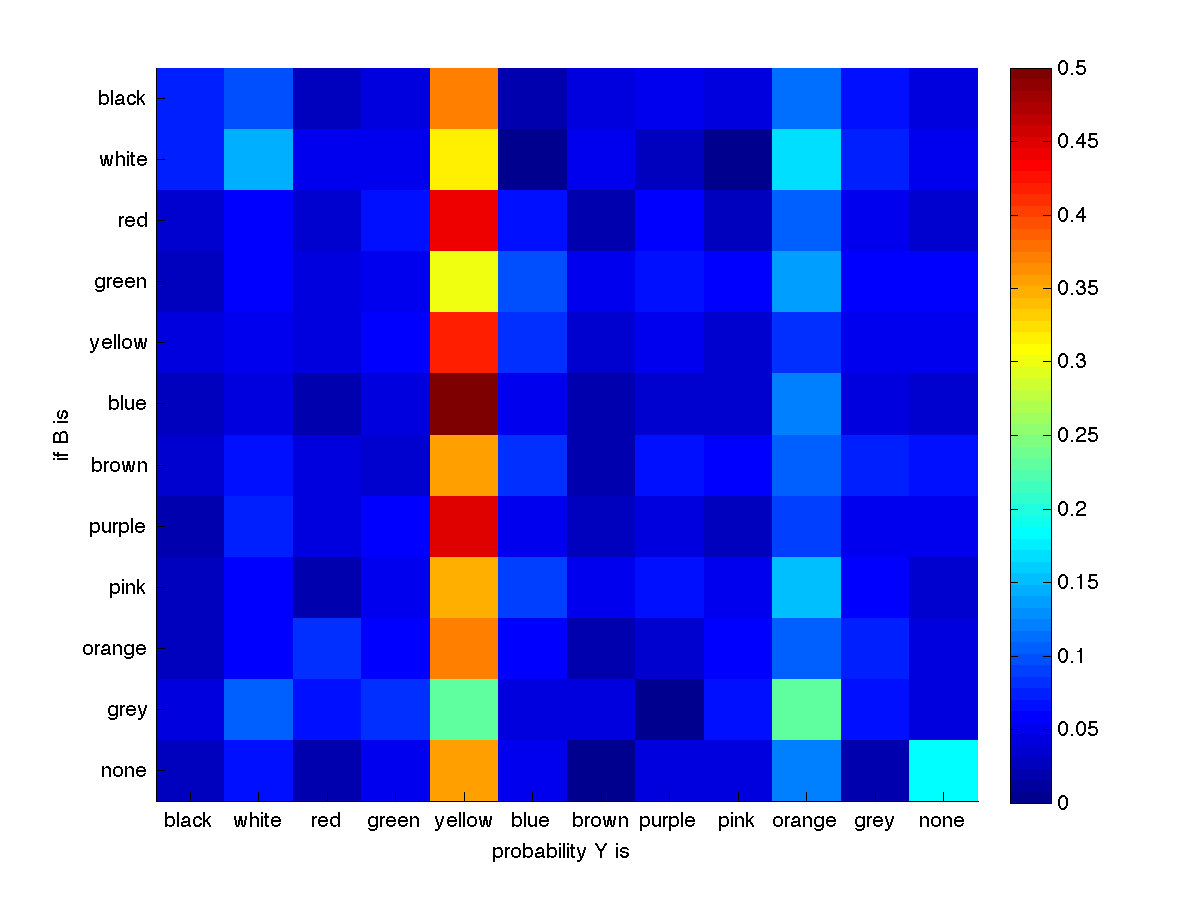 black
white
red
green
yellow
blue
brown
purple
pink
orange
grey
none
if B is
black white red green yellow blue brown purple pink orange grey none
probability Y is
0.5
0.45
0.4
0.35
0.3
0.25
0.2
0.15
0.1
0.05
0